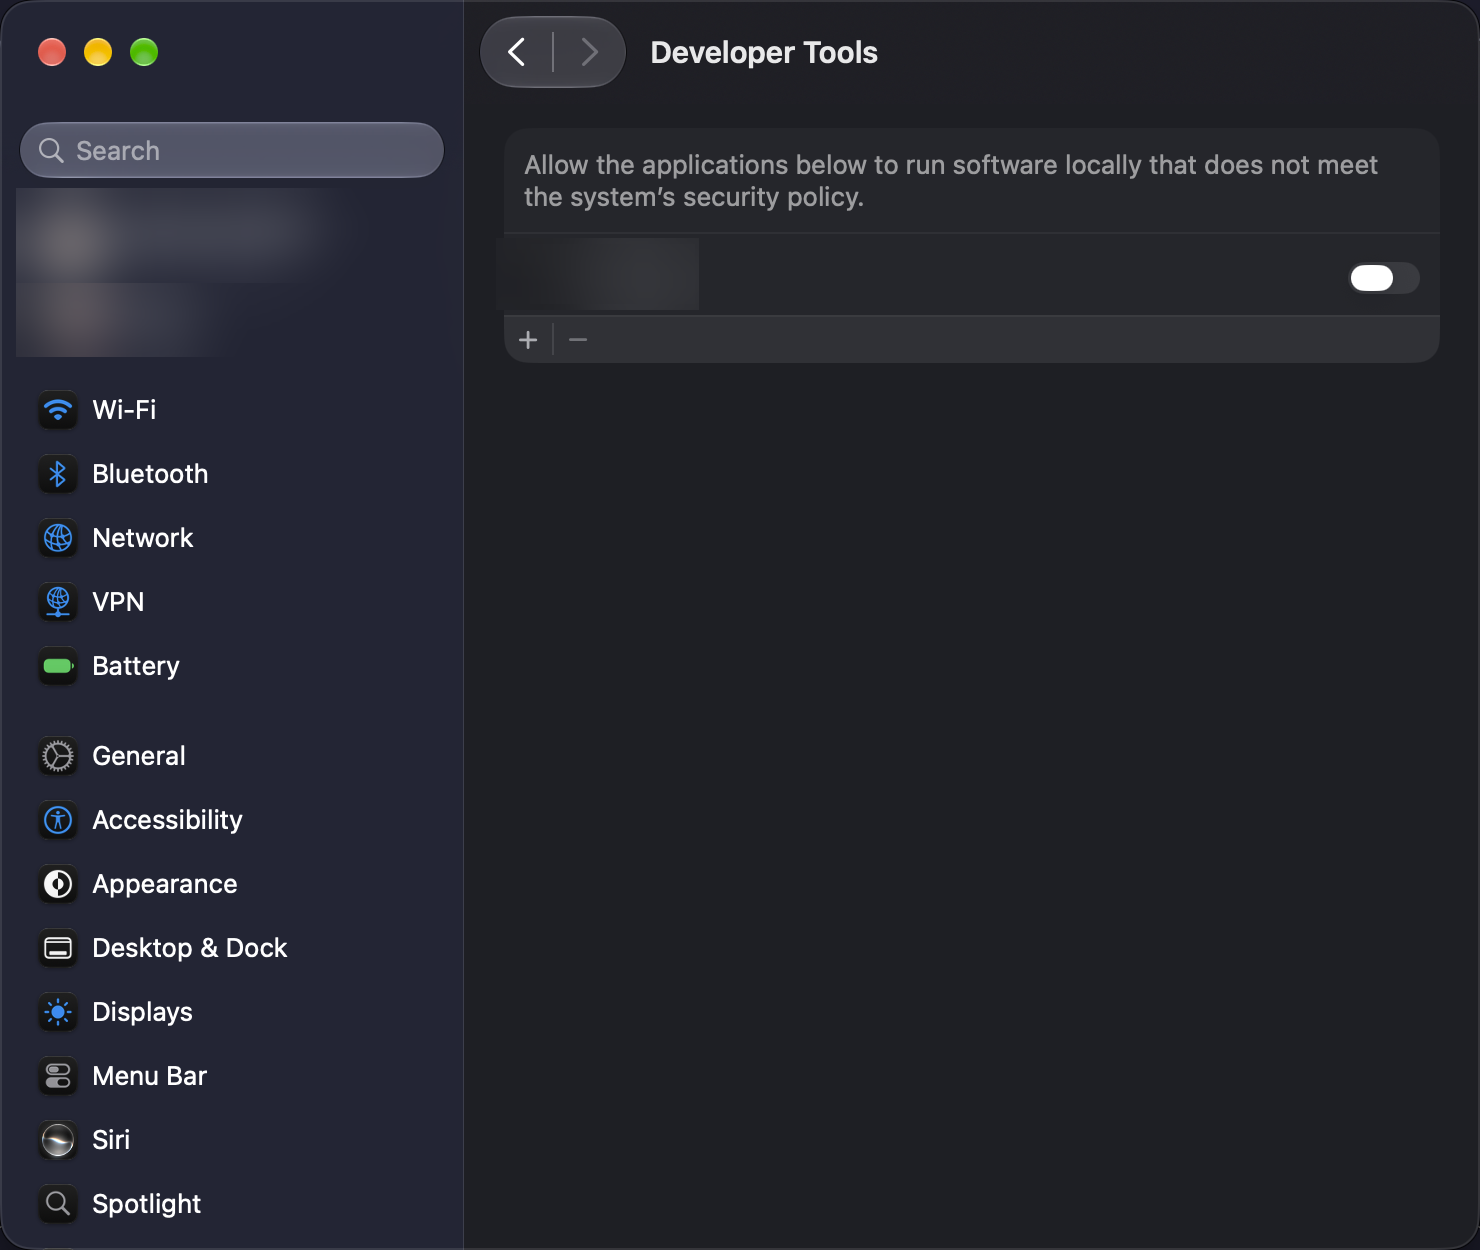 Developer Tools
Search
Allow the applications below to run software locally that does not meet
the system's security policy.
Wi-Fi
Bluetooth
Network
VPN
Battery
General
Accessibility
Appearance
Desktop & Dock
Displays
Menu Bar
Siri
Spotlight